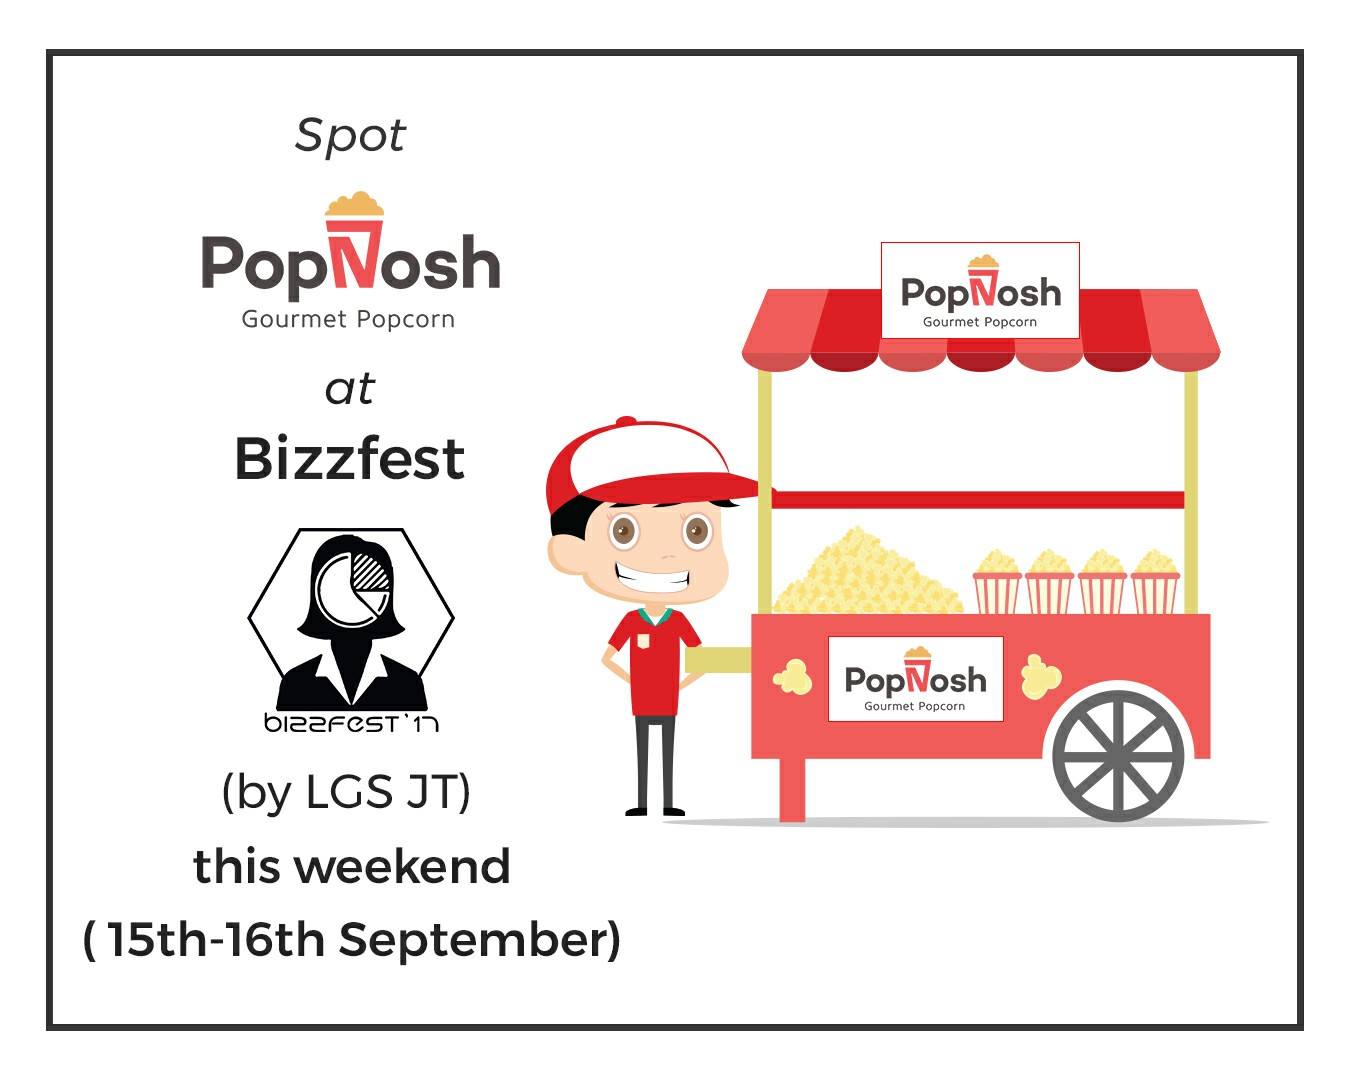 Spot
PopNosh
Gourmet Popcorn
at
Bizzfest
BIZZFEST'17
(by LGS JT)
this weekend
( 15th-16th September)
PopNosh
Gourmet Popcorn
PopNosh
Gourmet Popcorn